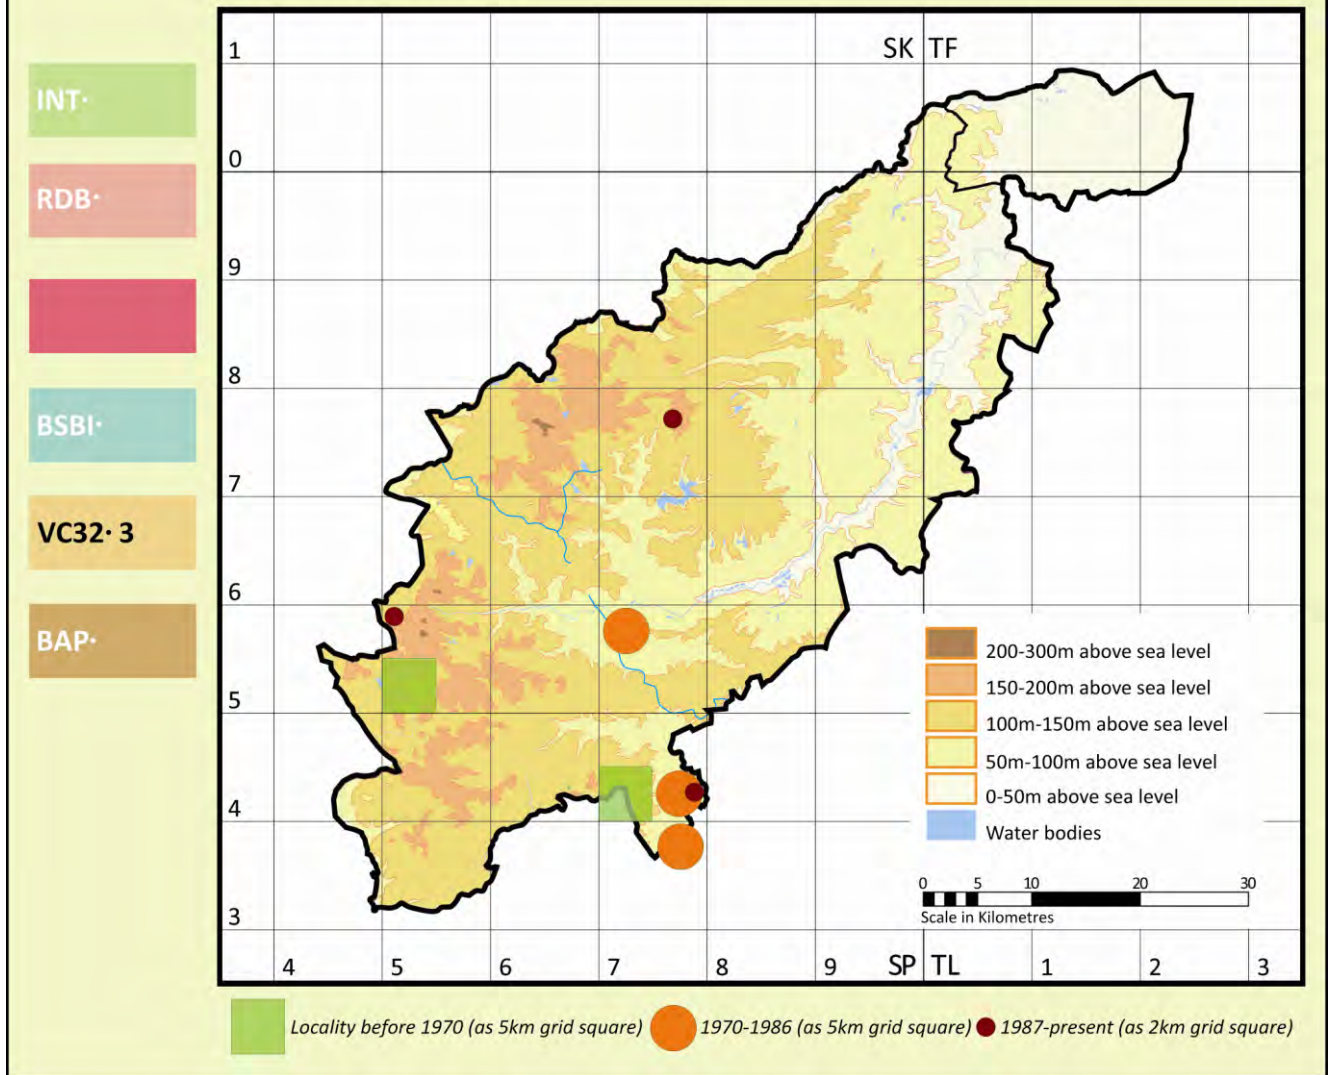 INT·
RDB·
BSBI·
VC32· 3
BAP·
SK TF
1
0
9
8
7
6
5
4
3
4 5 6 7 8 9 SP TL 1 2 3
200-300m above sea level
150-200m above sea level
100m-150m above sea level
50m-100m above sea level
0-50m above sea level
Water bodies
0 5 10 20 30
Scale in Kilometres
Locality before 1970 (as 5km grid square) 1970-1986 (as 5km grid square) 1987-present (as 2km grid square)